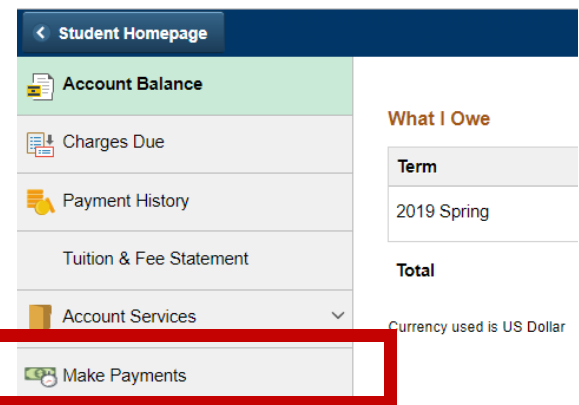 Student Homepage
Account Balance
Charges Due
Payment History
Tuition & Fee Statement
Account Services
Make Payments
What I Owe
Term
2019 Spring
Total
Currency used is US Dollar